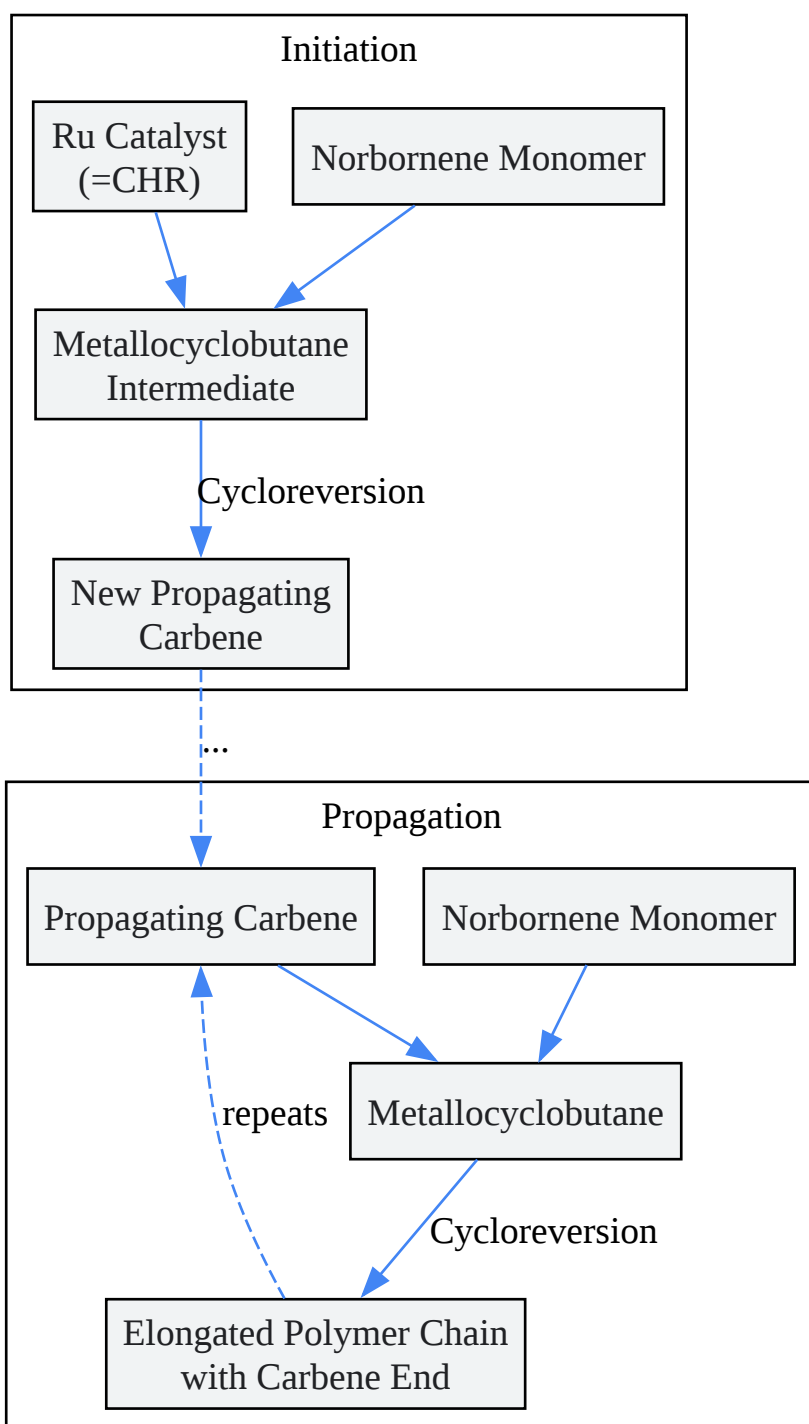 Initiation
Ru Catalyst
(=CHR)
Norbornene Monomer
Metallocyclobutane
Intermediate
Cycloreversion
New Propagating
Carbene
...
Propagation
Propagating Carbene
Norbornene Monomer
Metallocyclobutane
repeats
Cycloreversion
Elongated Polymer Chain
with Carbene End